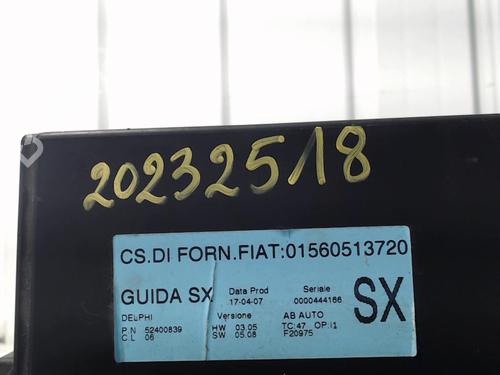 20232518
CS.DI FORN.FIAT:01560513720
GUIDA SX Data Prod Seriale SX
17-04-07 0000444166
DELPHI Versione AB AUTO
P.N 52400839 HW 03.05 TC:47 OP:I1
C.L 06 SW 05.08 F20975